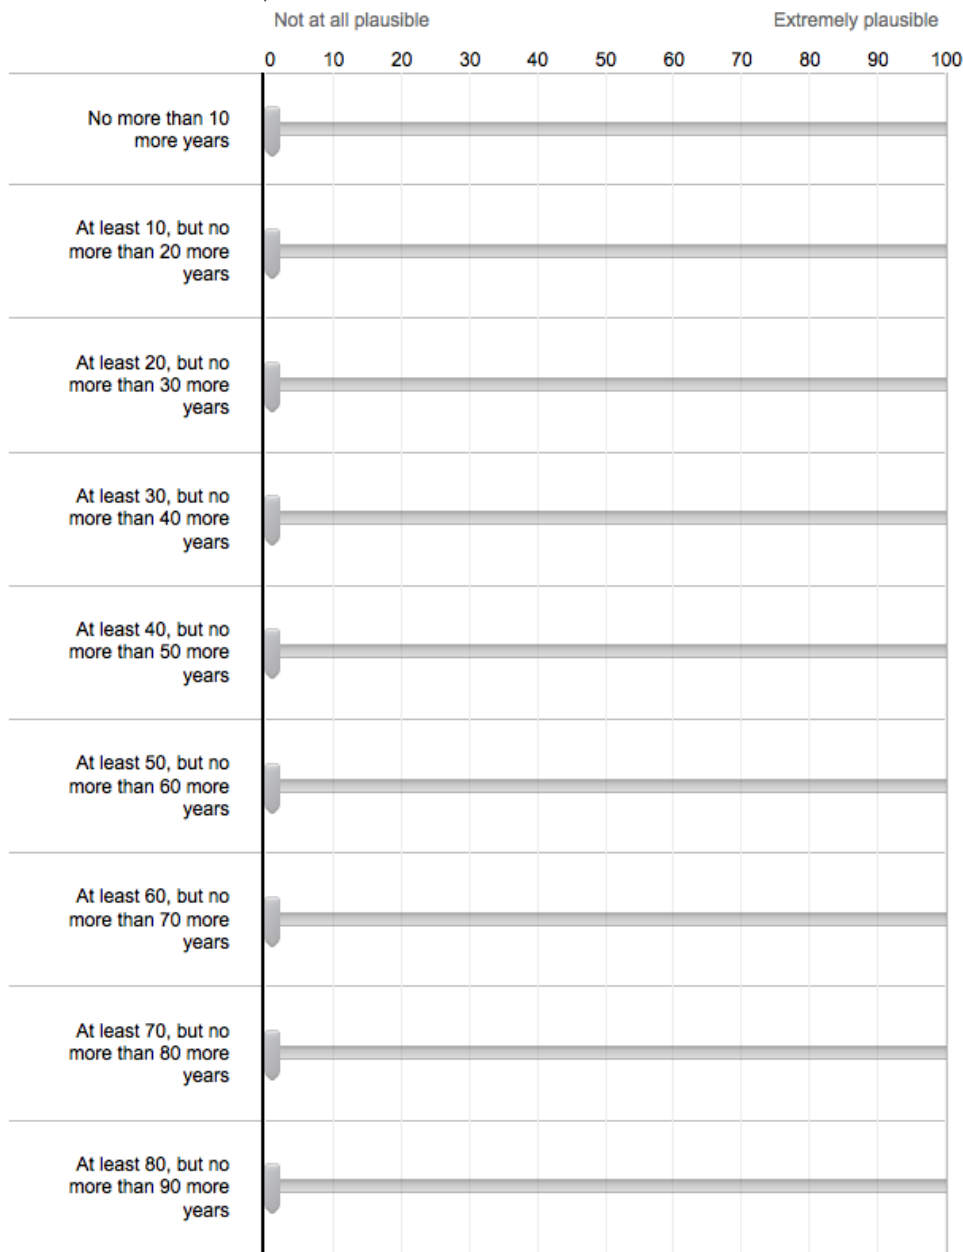 Not at all plausible Extremely plausible
0 10 20 30 40 50 60 70 80 90 100
No more than 10
more years
At least 10, but no
more than 20 more
years
At least 20, but no
more than 30 more
years
At least 30, but no
more than 40 more
years
At least 40, but no
more than 50 more
years
At least 50, but no
more than 60 more
years
At least 60, but no
more than 70 more
years
At least 70, but no
more than 80 more
years
At least 80, but no
more than 90 more
years